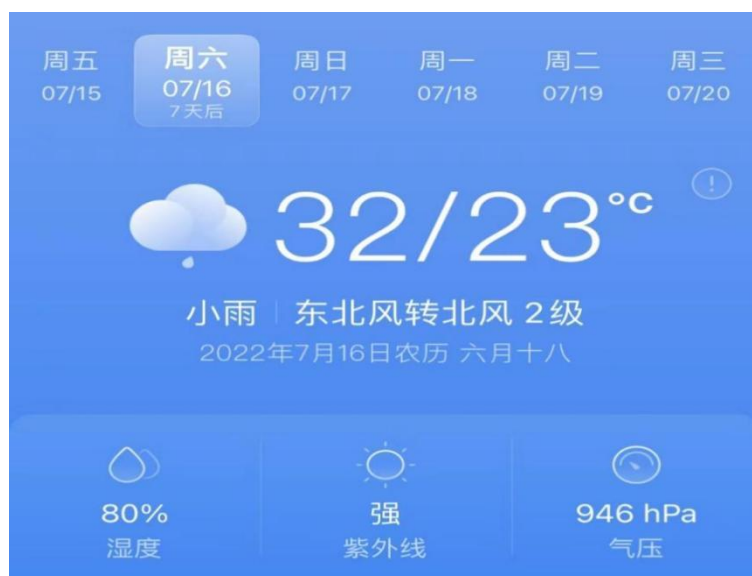 周五 周六 周日 周一 周二 周三
07/15 07/16 07/17 07/18 07/19 07/20
7天后
32/23°C
小雨 东北风转北风 2级
2022年7月16日农历 六月十八
80% 强 946 hPa
湿度 紫外线 气压